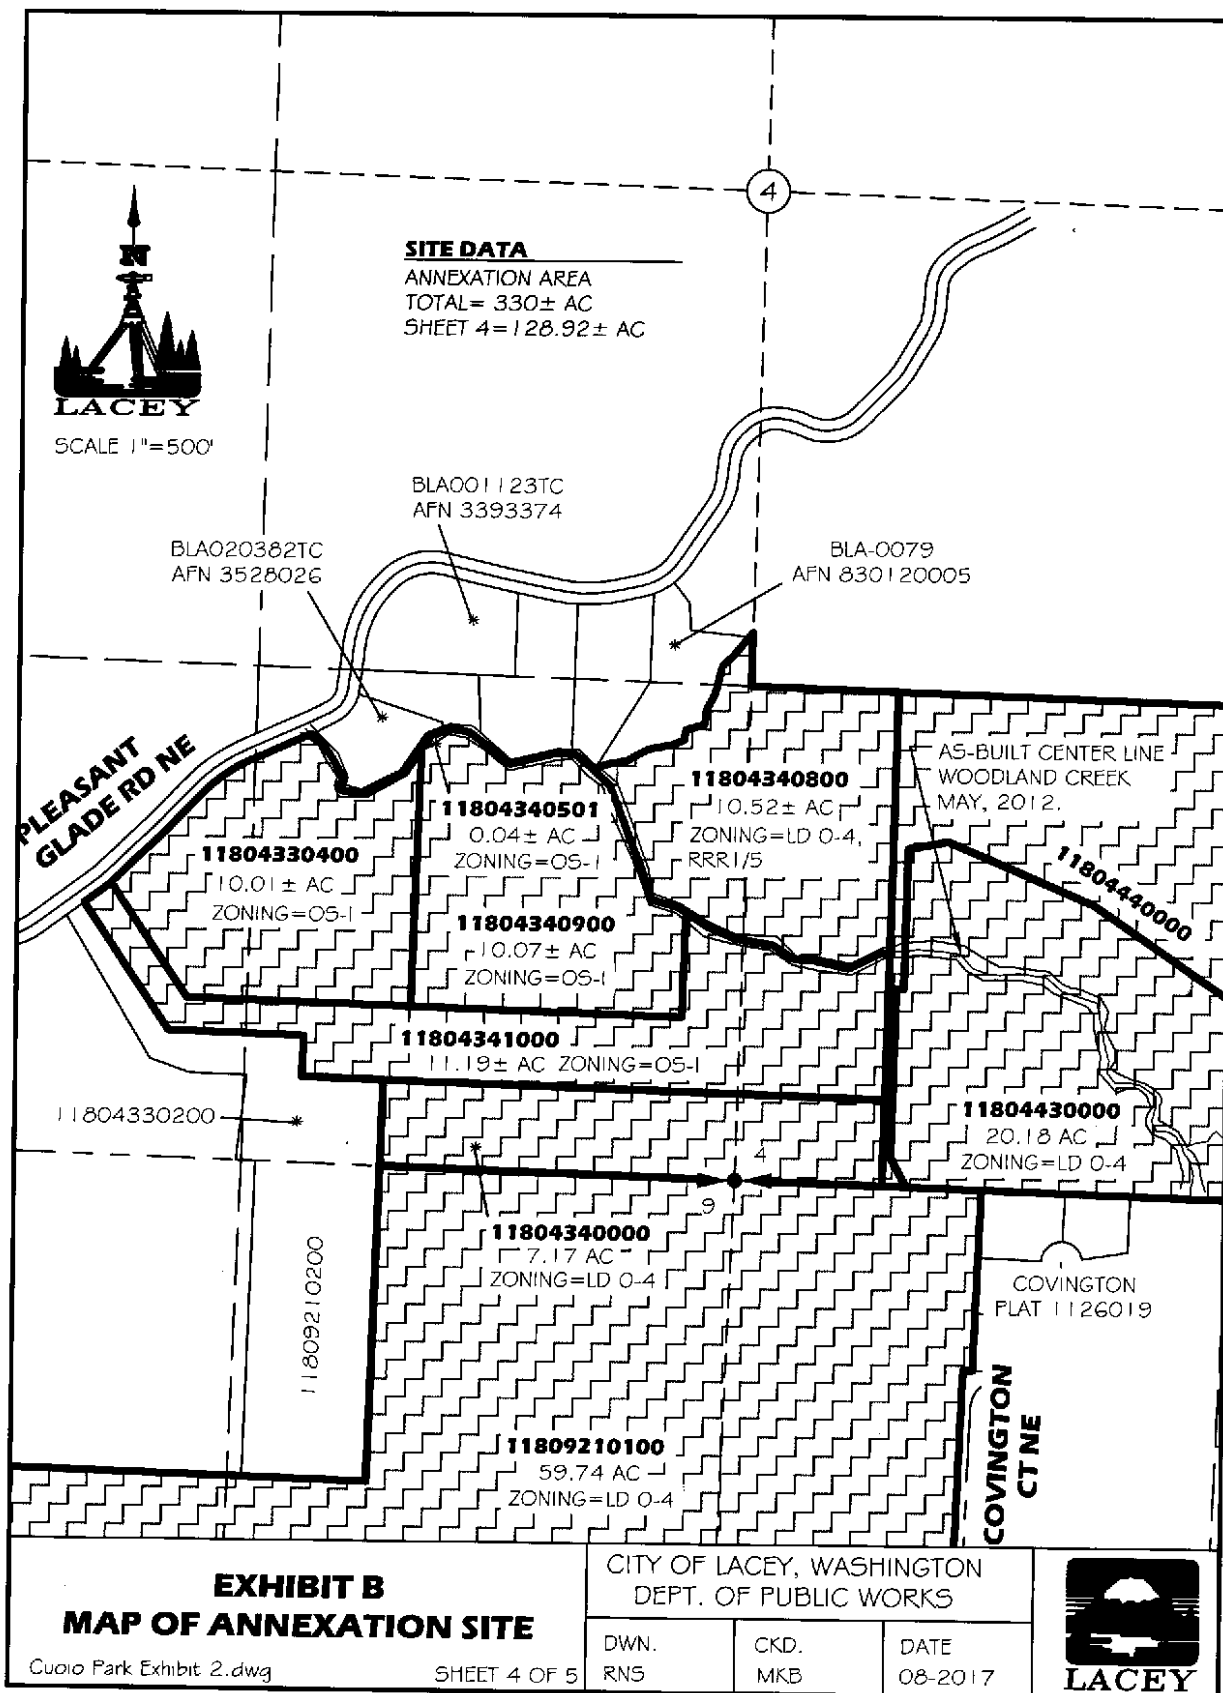 4
N
LACEY
SCALE 1"=500'
SITE DATA
ANNEXATION AREA
TOTAL= 330± AC
SHEET 4=128.92± AC
BLA001123TC
AFN 3393374
BLA020382TC
AFN 3528026
BLA-0079
AFN 830120005
PLEASANT
GLADE RD NE
AS-BUILT CENTER LINE
WOODLAND CREEK
MAY, 2012.
11804340800
10.52± AC
ZONING=LD 0-4,
RRR1/5
11804340501
0.04± AC
ZONING=OS-I
11804330400
10.01± AC
ZONING=OS-I
11804440000
11804340900
10.07± AC
ZONING=OS-I
11804341000
11.19± AC ZONING=OS-I
11804330200
11804430000
20.18 AC
ZONING=LD 0-4
4
9
11804340000
7.17 AC
ZONING=LD 0-4
11809210200
COVINGTON
PLAT 1126019
COVINGTON
CT NE
11809210100
59.74 AC
ZONING=LD 0-4
EXHIBIT B
MAP OF ANNEXATION SITE
Cuoio Park Exhibit 2.dwg
SHEET 4 OF 5
CITY OF LACEY, WASHINGTON
DEPT. OF PUBLIC WORKS
DWN.
RNS
CKD.
MKB
DATE
08-2017
LACEY